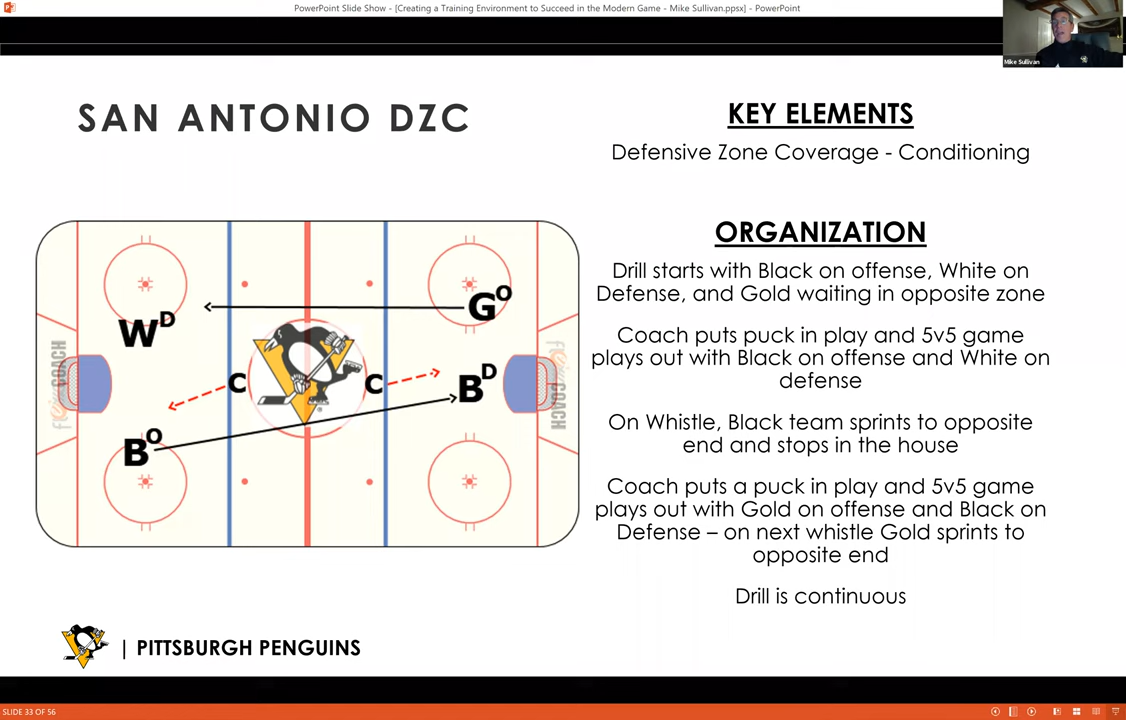 PowerPoint Slide Show - [Creating a Training Environment to Succeed in the Modern Game - Mike Sullivan.ppsx] - PowerPoint
Mike Sullivan
SAN ANTONIO DZC
KEY ELEMENTS
Defensive Zone Coverage - Conditioning
ORGANIZATION
Drill starts with Black on offense, White on
Defense, and Gold waiting in opposite zone
Coach puts puck in play and 5v5 game
plays out with Black on offense and White on
defense
On Whistle, Black team sprints to opposite
end and stops in the house
Coach puts a puck in play and 5v5 game
plays out with Gold on offense and Black on
Defense – on next whistle Gold sprints to
opposite end
Drill is continuous
W^D
G^O
C
C
B^D
B^O
COACH
COACH
| PITTSBURGH PENGUINS
SLIDE 33 OF 56